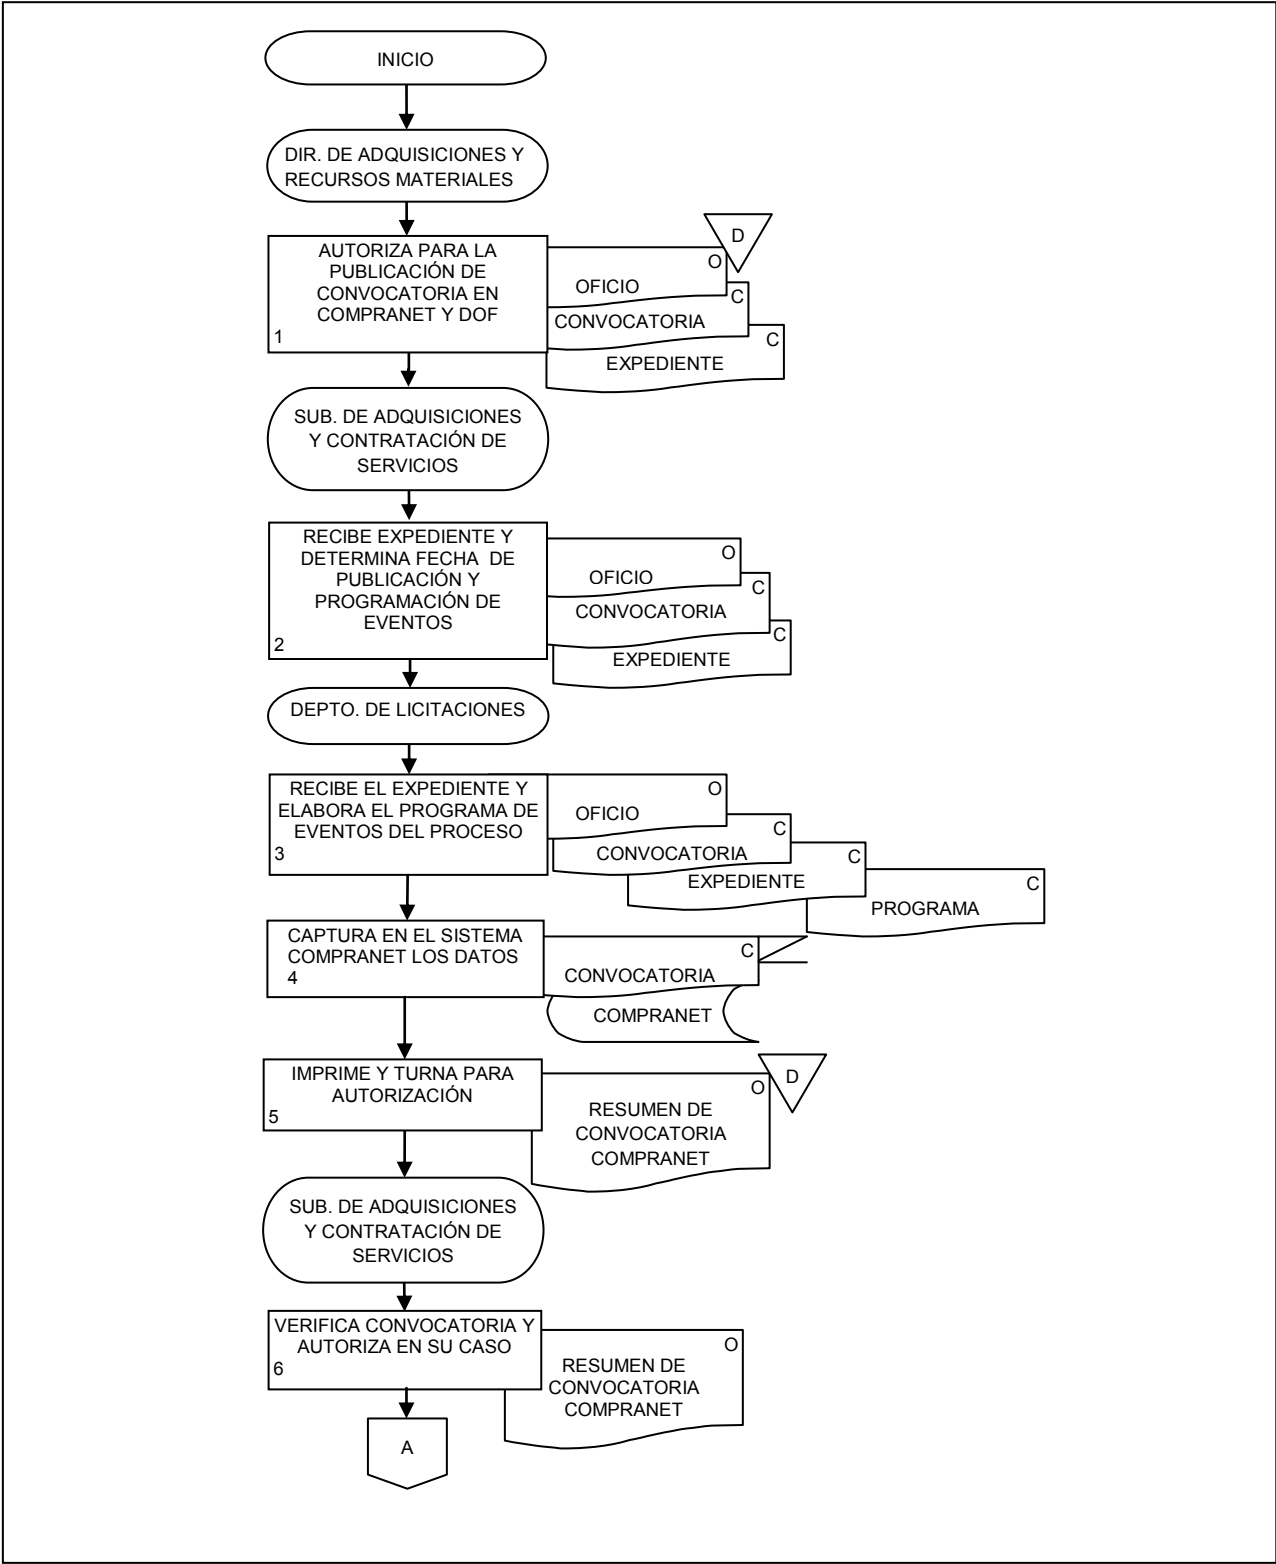 INICIO
DIR. DE ADQUISICIONES Y
RECURSOS MATERIALES
AUTORIZA PARA LA
PUBLICACIÓN DE
CONVOCATORIA EN
COMPRANET Y DOF
1
D
O
OFICIO
C
CONVOCATORIA
C
EXPEDIENTE
SUB. DE ADQUISICIONES
Y CONTRATACIÓN DE
SERVICIOS
RECIBE EXPEDIENTE Y
DETERMINA FECHA DE
PUBLICACIÓN Y
PROGRAMACIÓN DE
EVENTOS
2
O
OFICIO
C
CONVOCATORIA
C
EXPEDIENTE
DEPTO. DE LICITACIONES
RECIBE EL EXPEDIENTE Y
ELABORA EL PROGRAMA DE
EVENTOS DEL PROCESO
3
O
OFICIO
C
CONVOCATORIA
C
EXPEDIENTE
C
PROGRAMA
CAPTURA EN EL SISTEMA
COMPRANET LOS DATOS
4
C
CONVOCATORIA
COMPRANET
IMPRIME Y TURNA PARA
AUTORIZACIÓN
5
D
O
RESUMEN DE
CONVOCATORIA
COMPRANET
SUB. DE ADQUISICIONES
Y CONTRATACIÓN DE
SERVICIOS
VERIFICA CONVOCATORIA Y
AUTORIZA EN SU CASO
6
O
RESUMEN DE
CONVOCATORIA
COMPRANET
A